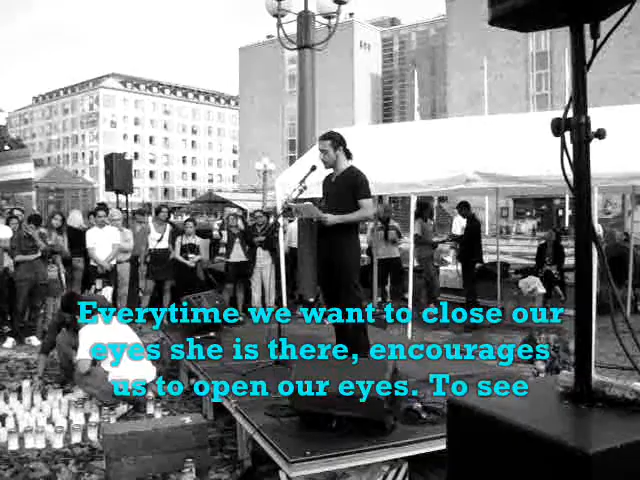 Everytime we want to close our
eyes she is there, encourages
us to open our eyes. To see